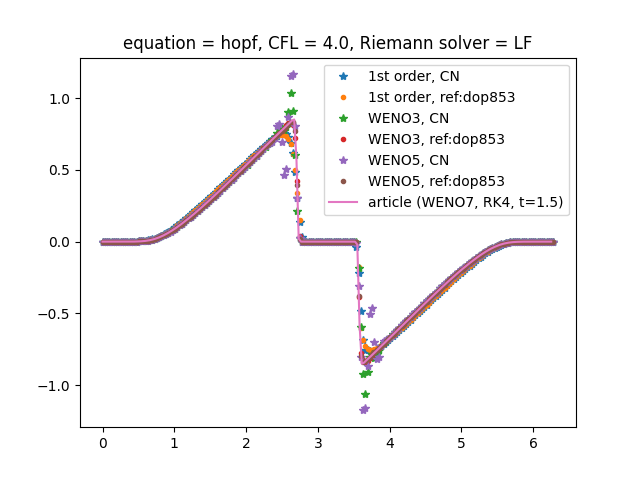 equation = hopf, CFL = 4.0, Riemann solver = LF
1st order, CN
1st order, ref:dop853
WENO3, CN
WENO3, ref:dop853
WENO5, CN
WENO5, ref:dop853
article (WENO7, RK4, t=1.5)
1.0
0.5
0.0
−0.5
−1.0
0 1 2 3 4 5 6